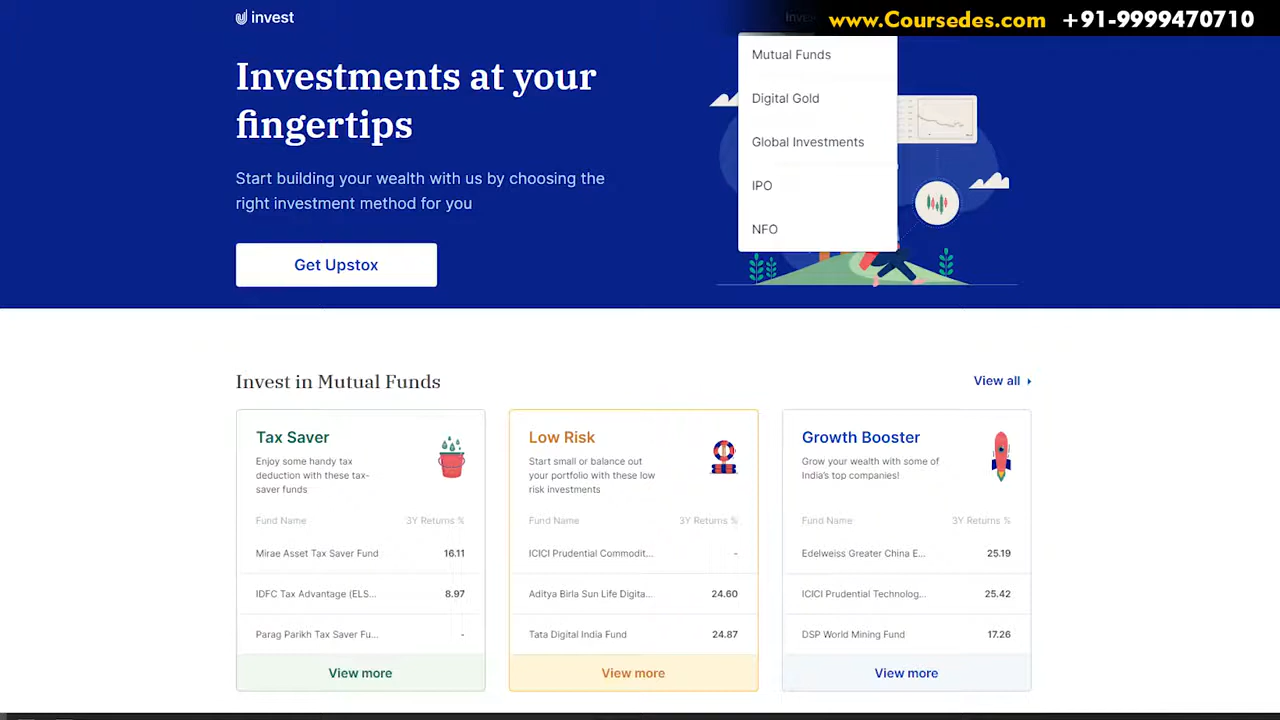 invest
www.Coursedes.com +91-9999470710
Mutual Funds
Digital Gold
Global Investments
IPO
NFO
Investments at your
fingertips
Start building your wealth with us by choosing the
right investment method for you
Get Upstox
Invest in Mutual Funds
View all
Tax Saver
Enjoy some handy tax
deduction with these tax-
saver funds
Fund Name 3Y Returns %
Mirae Asset Tax Saver Fund 16.11
IDFC Tax Advantage (ELS... 8.97
Parag Parikh Tax Saver Fu... -
View more
Low Risk
Start small or balance out
your portfolio with these low
risk investments
Fund Name 3Y Returns %
ICICI Prudential Commodit... -
Aditya Birla Sun Life Digita... 24.60
Tata Digital India Fund 24.87
View more
Growth Booster
Grow your wealth with some of
India's top companies!
Fund Name 3Y Returns %
Edelweiss Greater China E... 25.19
ICICI Prudential Technolog... 25.42
DSP World Mining Fund 17.26
View more